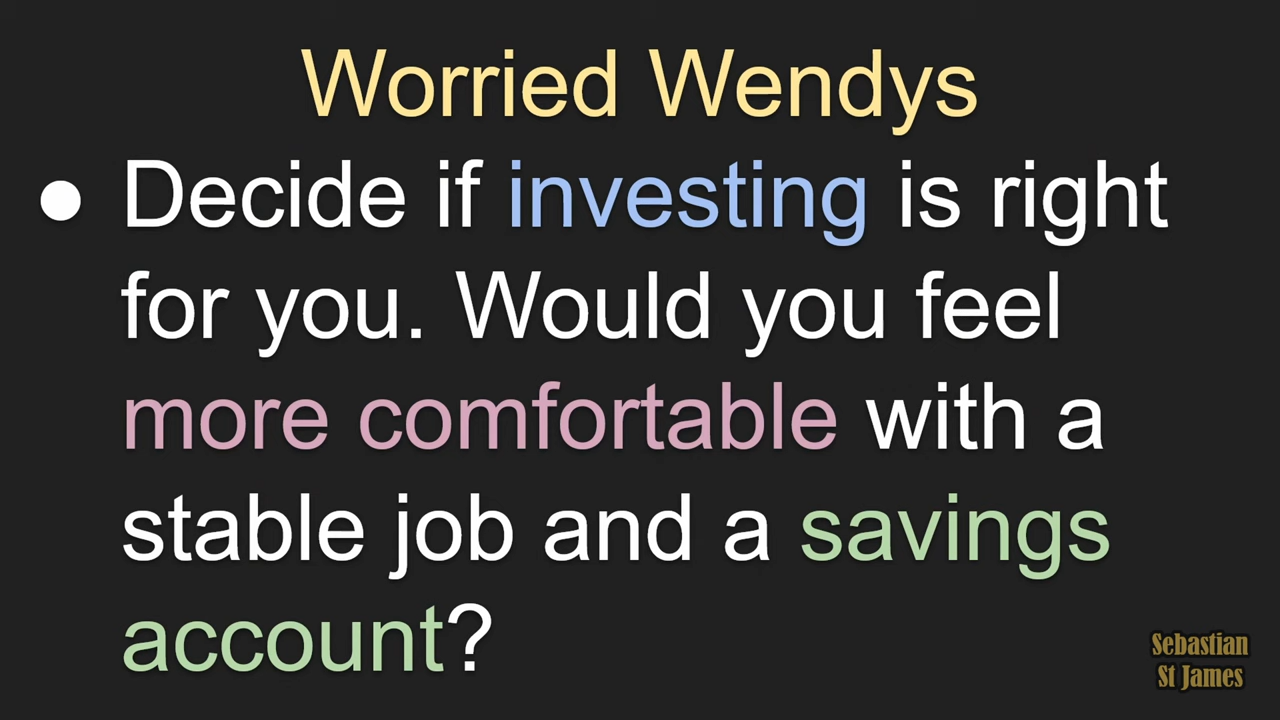 Worried Wendys
● Decide if investing is right
for you. Would you feel
more comfortable with a
stable job and a savings
account?
Sebastian
St James